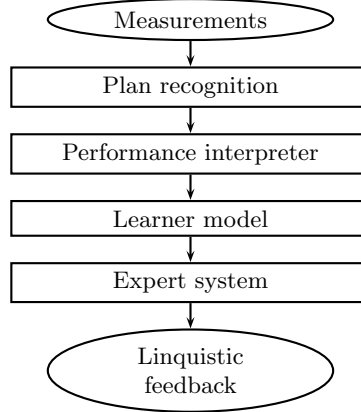 Measurements
Plan recognition
Performance interpreter
Learner model
Expert system
Linquistic
feedback